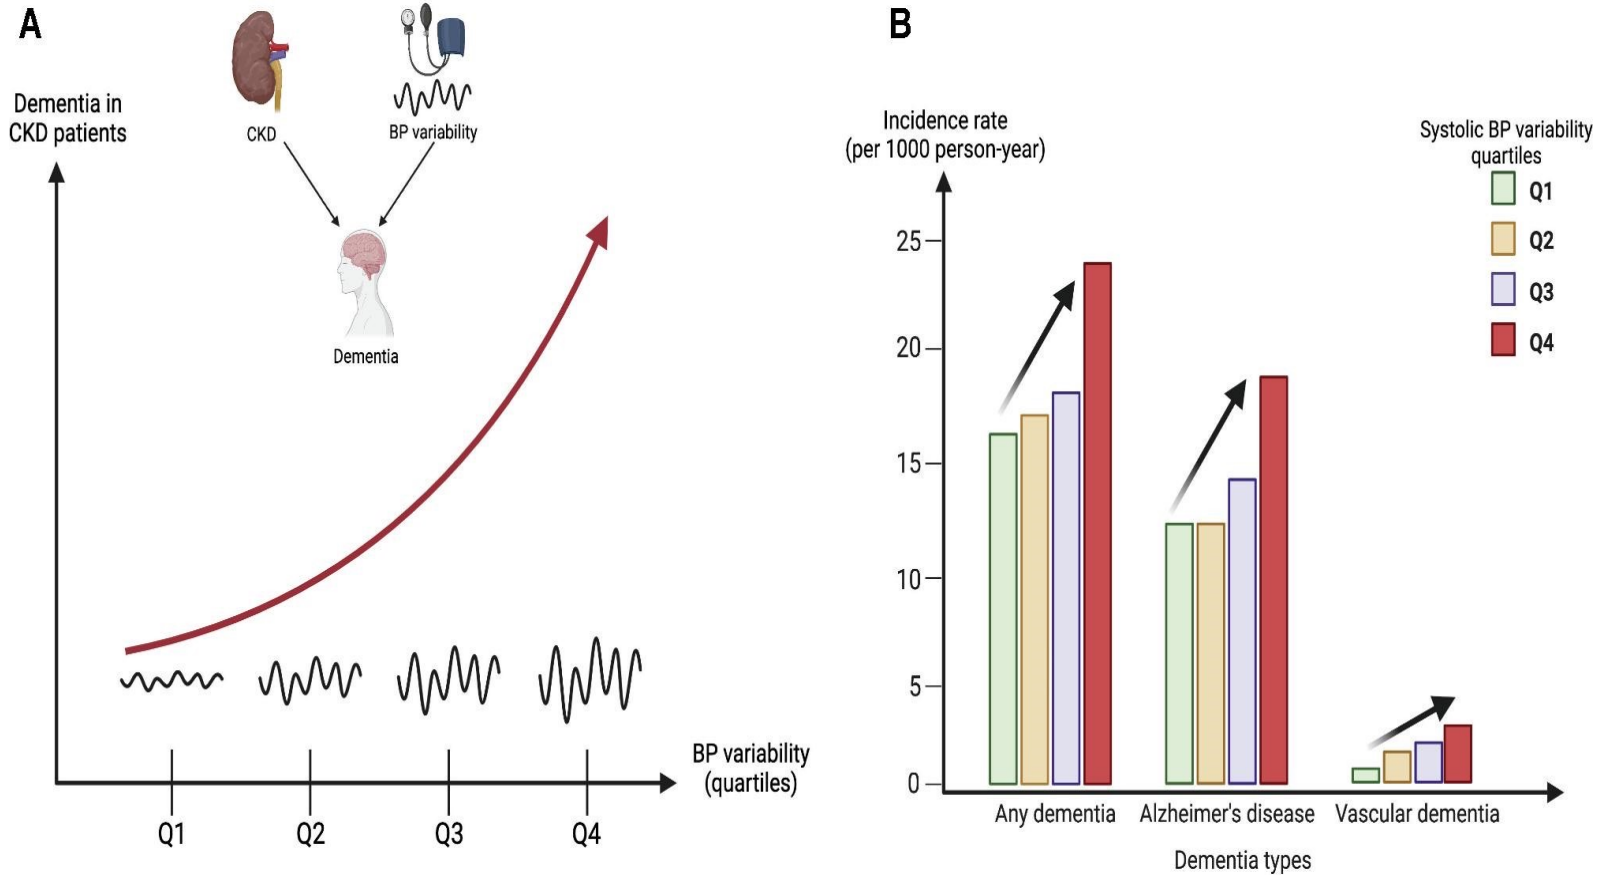 A
Dementia in
CKD patients
CKD
BP variability
Dementia
BP variability
(quartiles)
Q1
Q2
Q3
Q4
B
Incidence rate
(per 1000 person-year)
Systolic BP variability
quartiles
Q1
Q2
Q3
Q4
25
20
15
10
5
0
Any dementia
Alzheimer's disease
Vascular dementia
Dementia types